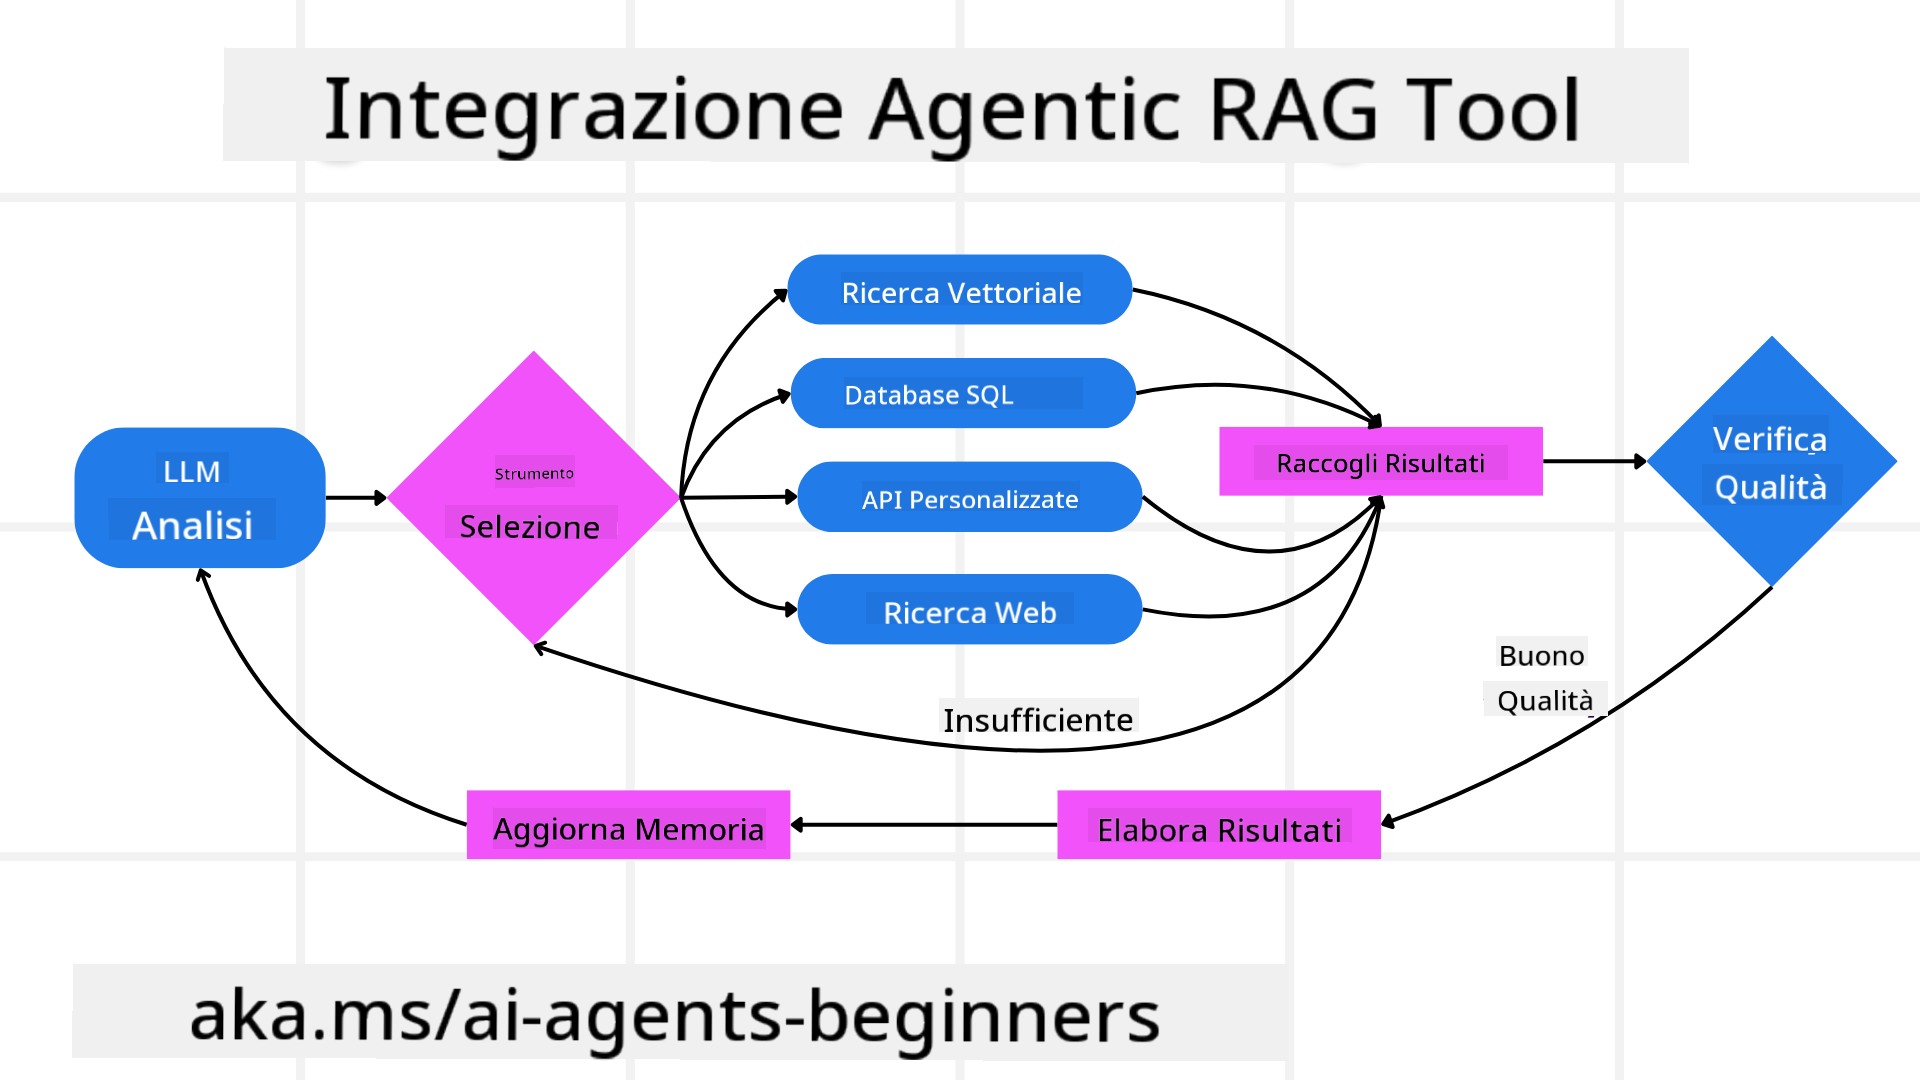 Integrazione Agentic RAG Tool
Ricerca Vettoriale
Database SQL
API Personalizzate
Ricerca Web
LLM
Analisi
Strumento
Selezione
Raccogli Risultati
Verifica
Qualità
Buono
Qualità
Insufficiente
Aggiorna Memoria
Elabora Risultati
aka.ms/ai-agents-beginners